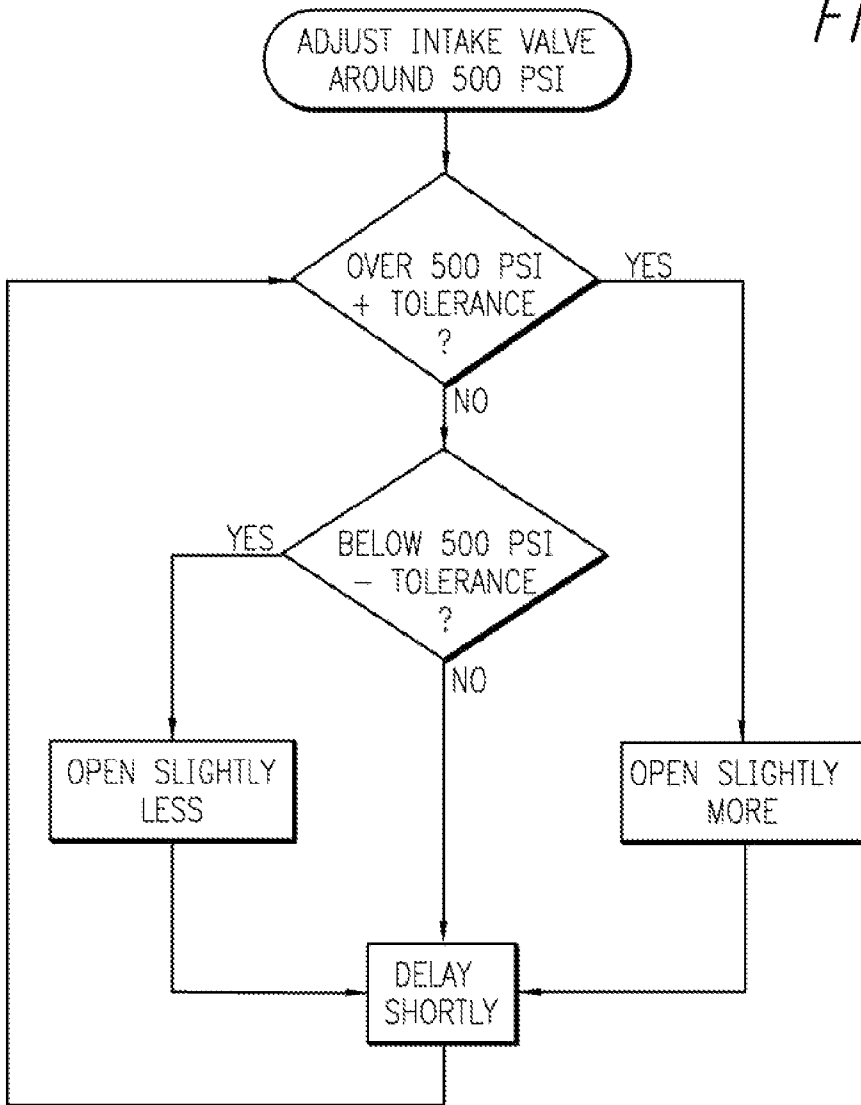 ADJUST INTAKE VALVE
AROUND 500 PSI
OVER 500 PSI
+ TOLERANCE
?
YES
NO
BELOW 500 PSI
- TOLERANCE
?
YES
NO
OPEN SLIGHTLY
LESS
OPEN SLIGHTLY
MORE
DELAY
SHORTLY